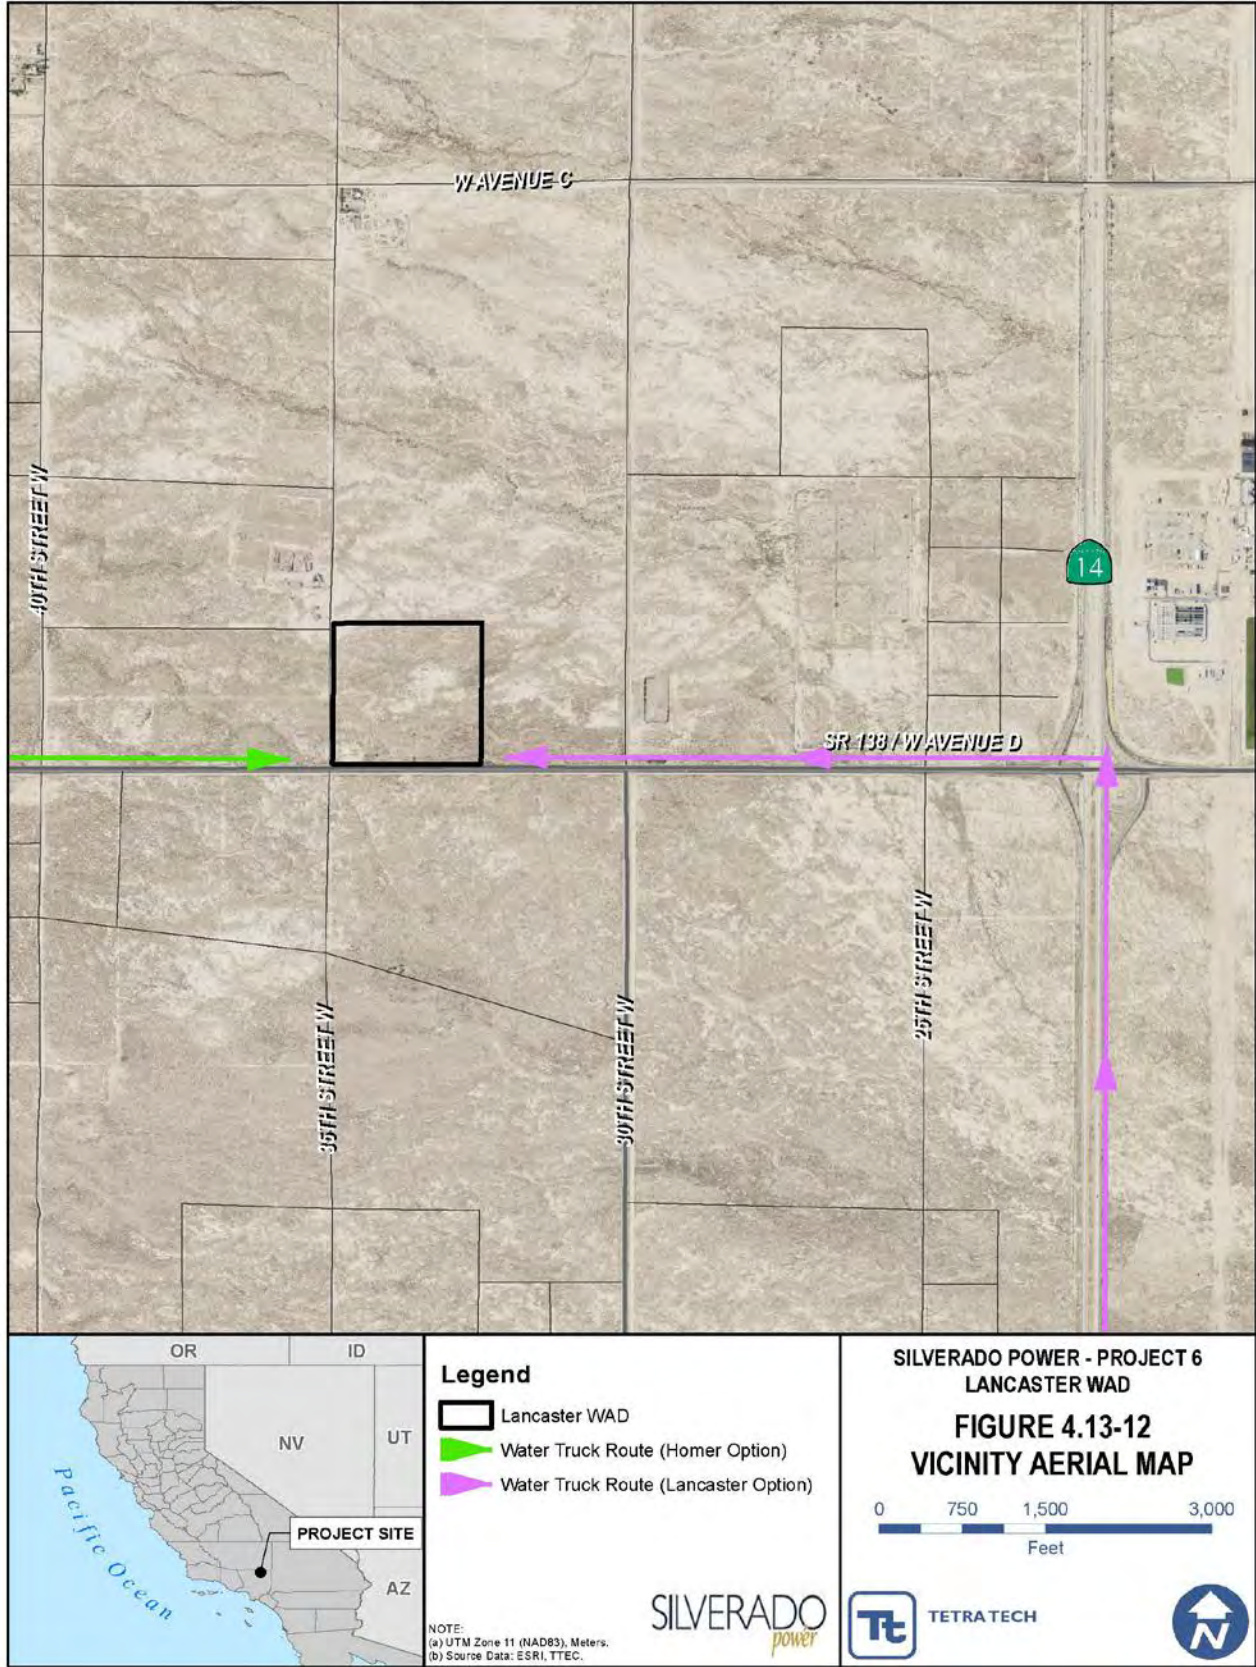 W AVENUE C
40TH STREET W
14
SR 138 / W AVENUE D
35TH STREET W
30TH STREET W
25TH STREET W
OR
ID
NV
UT
AZ
Pacific Ocean
PROJECT SITE
Legend
Lancaster WAD
Water Truck Route (Homer Option)
Water Truck Route (Lancaster Option)
NOTE:
(a) UTM Zone 11 (NAD83), Meters.
(b) Source Data: ESRI, TTEC.
SILVERADO
power
SILVERADO POWER - PROJECT 6
LANCASTER WAD
FIGURE 4.13-12
VICINITY AERIAL MAP
0 750 1,500 3,000
Feet
Tt
TETRA TECH
N